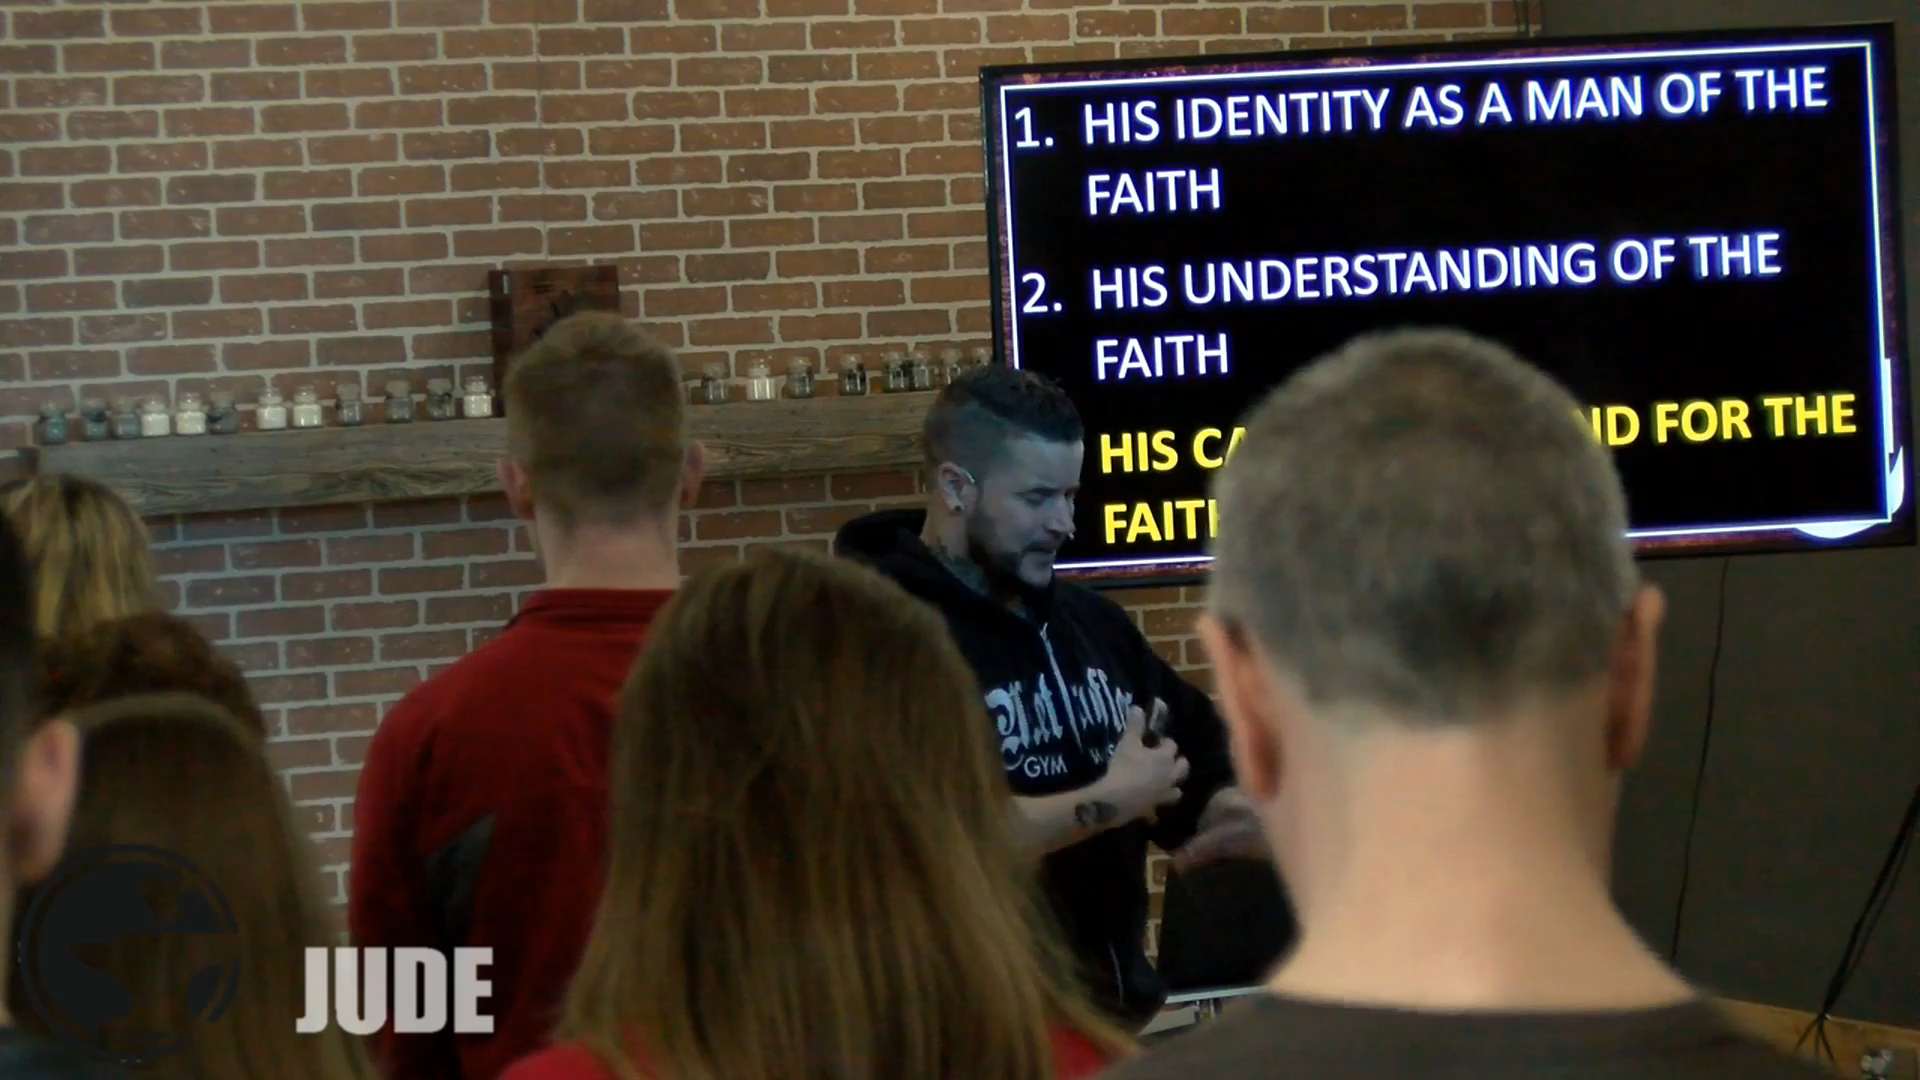 1. HIS IDENTITY AS A MAN OF THE
FAITH
2. HIS UNDERSTANDING OF THE
FAITH
HIS FOR THE
GYM
JUDE